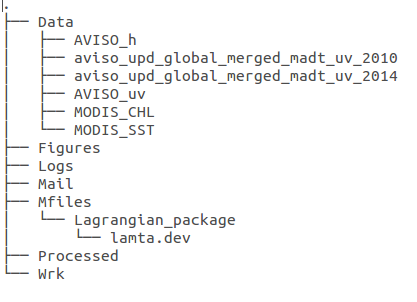 .
├── Data
│   ├── AVISO_h
│   ├── aviso_upd_global_merged_madt_uv_2010
│   ├── aviso_upd_global_merged_madt_uv_2014
│   ├── AVISO_uv
│   ├── MODIS_CHL
│   └── MODIS_SST
├── Figures
├── Logs
├── Mail
├── Mfiles
│   └── Lagrangian_package
│       └── lamta.dev
├── Processed
└── Wrk